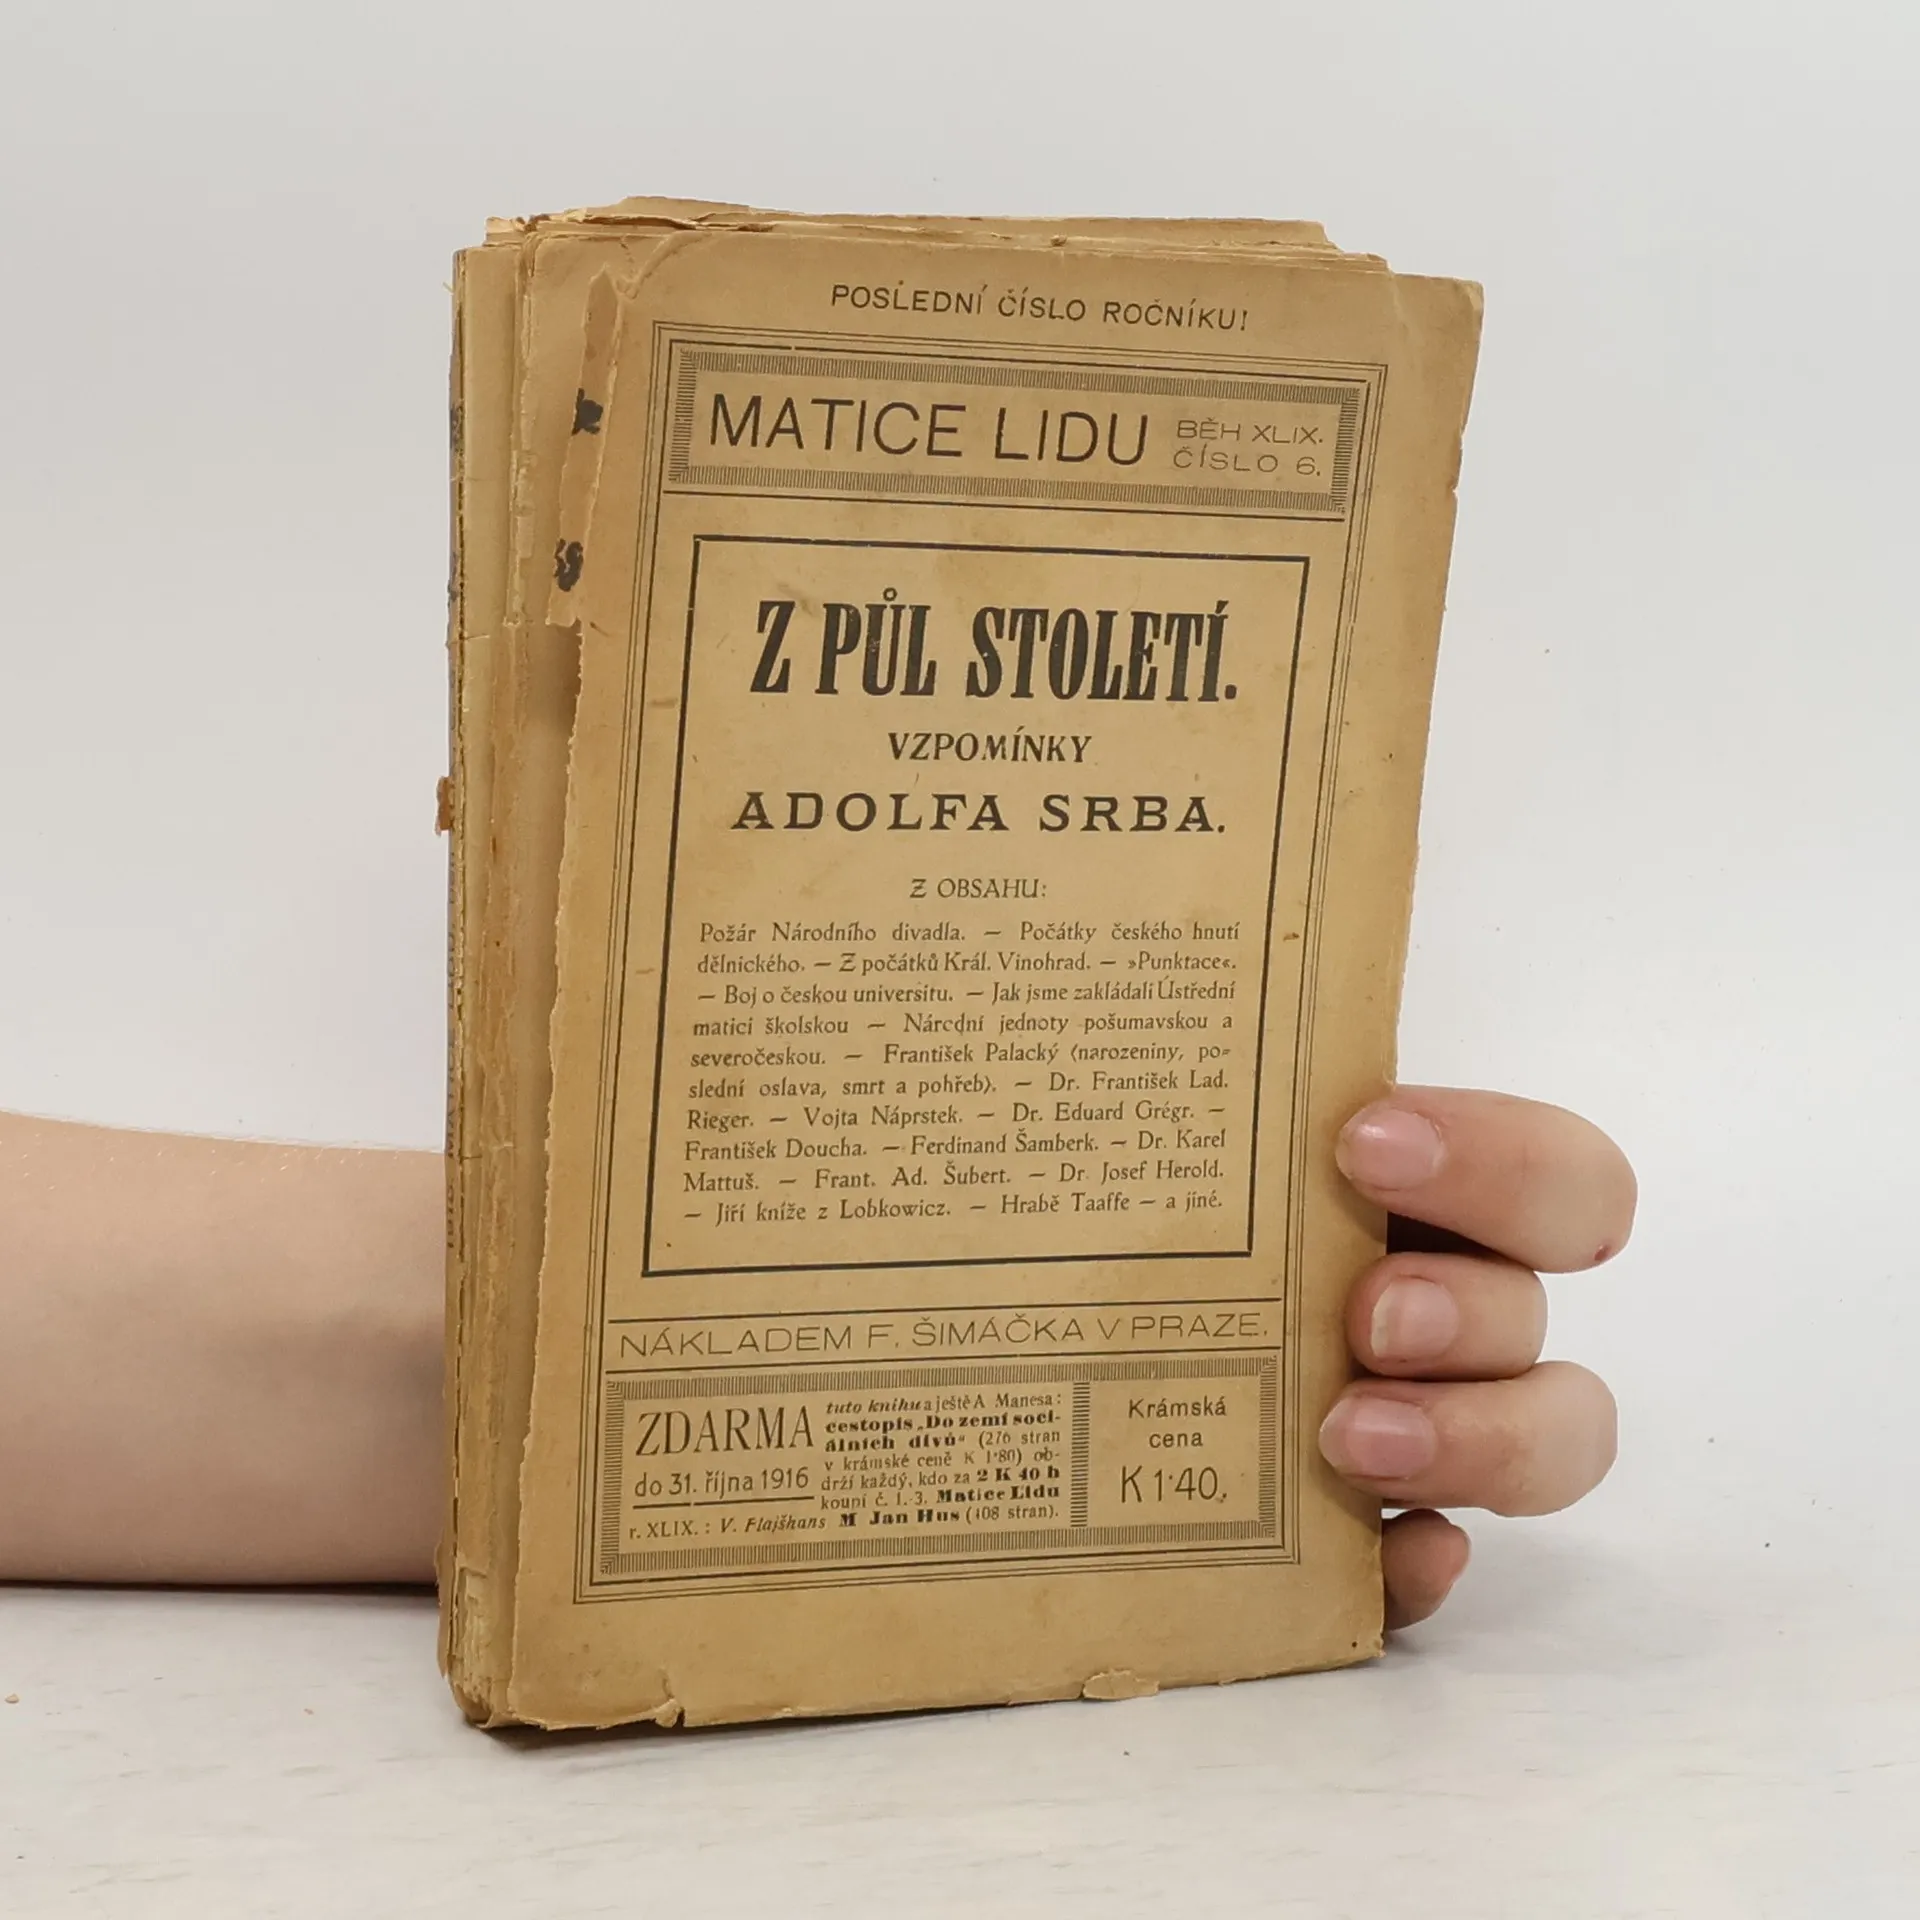 POSLEDNÍ ČÍSLO ROČNÍKU!
MATICE LIDU
BĚH XLIX.
ČÍSLO 6.
Z PŮL STOLETÍ.
VZPOMÍNKY
ADOLFA SRBA.
Z OBSAHU:
Požár Národního divadla. — Počátky českého hnutí
dělnického. — Z počátků Král. Vinohrad. — »Punktace«.
— Boj o českou universitu. — Jak jsme zakládali Ústřední
matici školskou — Národní jednoty pošumavskou a
severočeskou. — František Palacký (narozeniny, po-
slední oslava, smrt a pohřeb). — Dr. František Lad.
Rieger. — Vojta Náprstek. — Dr. Eduard Grégr. —
František Doucha. — Ferdinand Šamberk. — Dr. Karel
Mattuš. — Frant. Ad. Šubert. — Dr. Josef Herold.
— Jiří kníže z Lobkowicz. — Hrabě Taaffe — a jiné.
NÁKLADEM F. ŠIMÁČKA V PRAZE.
ZDARMA
do 31. října 1916
tuto knihu a ještě A Manesa:
cestopis „Do zemí soci-
álních divů“ (276 stran
v krámské ceně K 1·80) ob-
drží každý, kdo za 2 K 40 h
koupí č. 1.-3. Matice Lidu
r. XLIX.: V. Flajšhans M Jan Hus (408 stran).
Krámská
cena
K 1·40.